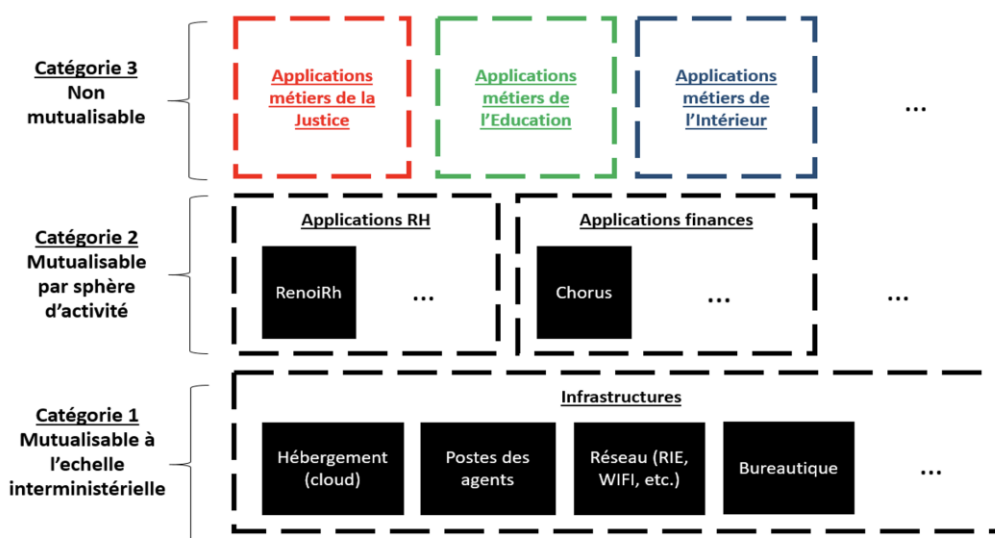 Catégorie 3
Non
mutualisable
Applications
métiers de la
Justice
Applications
métiers de
l’Education
Applications
métiers de
l’Intérieur
...
Catégorie 2
Mutualisable
par sphère
d’activité
Applications RH
RenoiRh
...
Applications finances
Chorus
...
...
Catégorie 1
Mutualisable à
l’echelle
interministérielle
Infrastructures
Hébergement
(cloud)
Postes des
agents
Réseau (RIE,
WIFI, etc.)
Bureautique
...